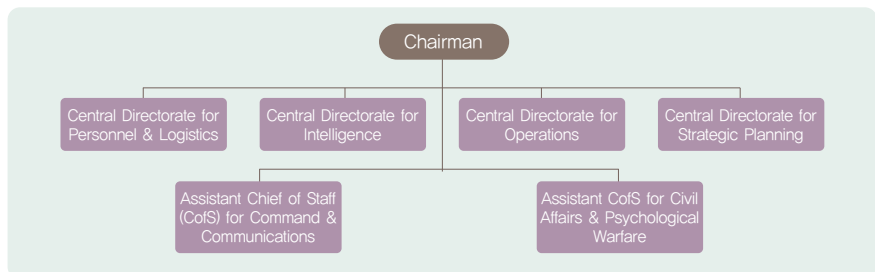 Chairman
Central Directorate for
Personnel & Logistics
Central Directorate for
Intelligence
Central Directorate for
Operations
Central Directorate for
Strategic Planning
Assistant Chief of Staff
(CofS) for Command &
Communications
Assistant CofS for Civil
Affairs & Psychological
Warfare